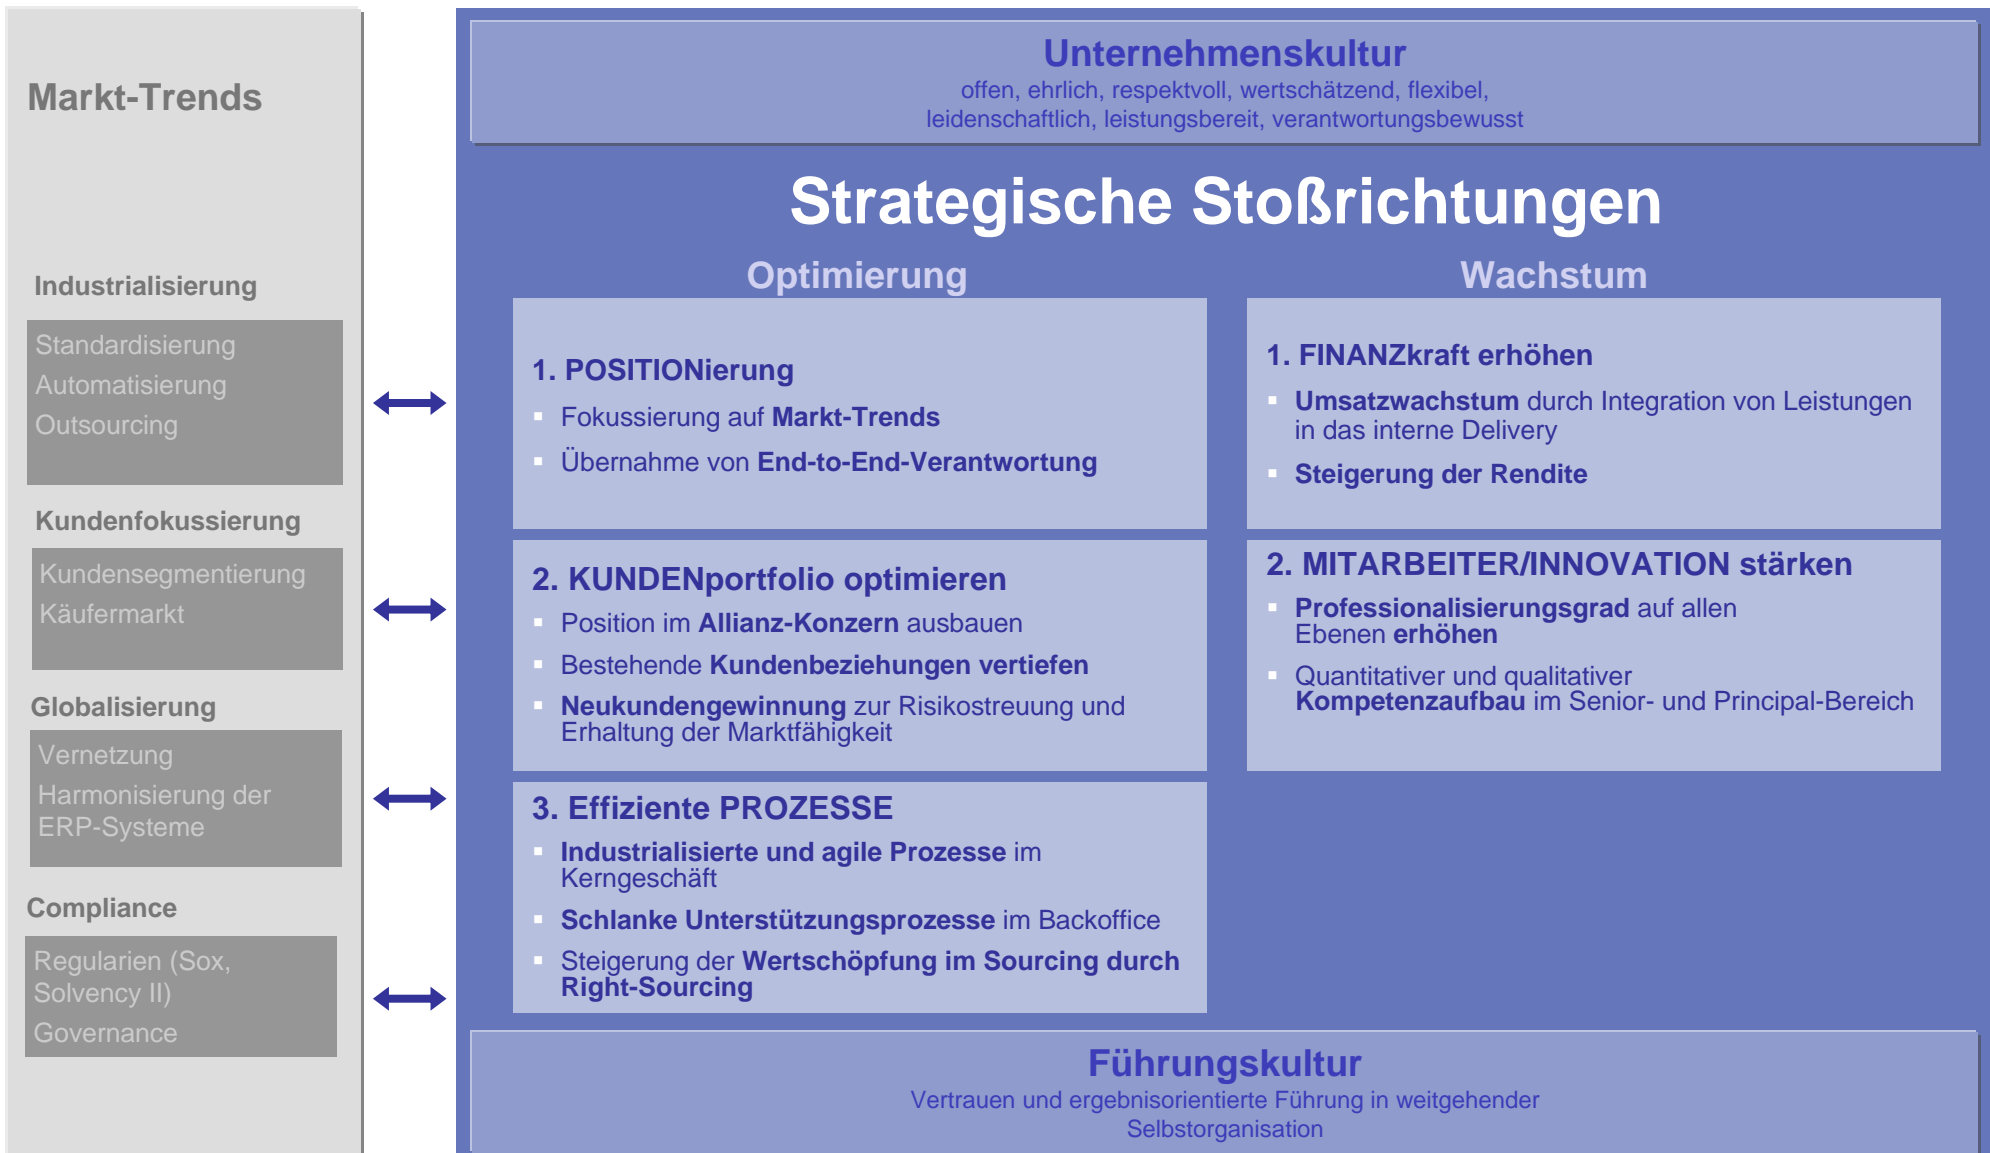 Markt-Trends
Industrialisierung
Standardisierung
Automatisierung
Outsourcing
Kundenfokussierung
Kundensegmentierung
Käufermarkt
Globalisierung
Vernetzung
Harmonisierung der
ERP-Systeme
Compliance
Regularien (Sox,
Solvency II)
Governance
Unternehmenskultur
offen, ehrlich, respektvoll, wertschätzend, flexibel,
leidenschaftlich, leistungsbereit, verantwortungsbewusst
Strategische Stoßrichtungen
Optimierung
1. POSITIONierung
▪ Fokussierung auf Markt-Trends
▪ Übernahme von End-to-End-Verantwortung
2. KUNDENportfolio optimieren
▪ Position im Allianz-Konzern ausbauen
▪ Bestehende Kundenbeziehungen vertiefen
▪ Neukundengewinnung zur Risikostreuung und
Erhaltung der Marktfähigkeit
3. Effiziente PROZESSE
▪ Industrialisierte und agile Prozesse im
Kerngeschäft
▪ Schlanke Unterstützungsprozesse im Backoffice
▪ Steigerung der Wertschöpfung im Sourcing durch
Right-Sourcing
Wachstum
1. FINANZkraft erhöhen
▪ Umsatzwachstum durch Integration von Leistungen
in das interne Delivery
▪ Steigerung der Rendite
2. MITARBEITER/INNOVATION stärken
▪ Professionalisierungsgrad auf allen
Ebenen erhöhen
▪ Quantitativer und qualitativer
Kompetenzaufbau im Senior- und Principal-Bereich
Führungskultur
Vertrauen und ergebnisorientierte Führung in weitgehender
Selbstorganisation